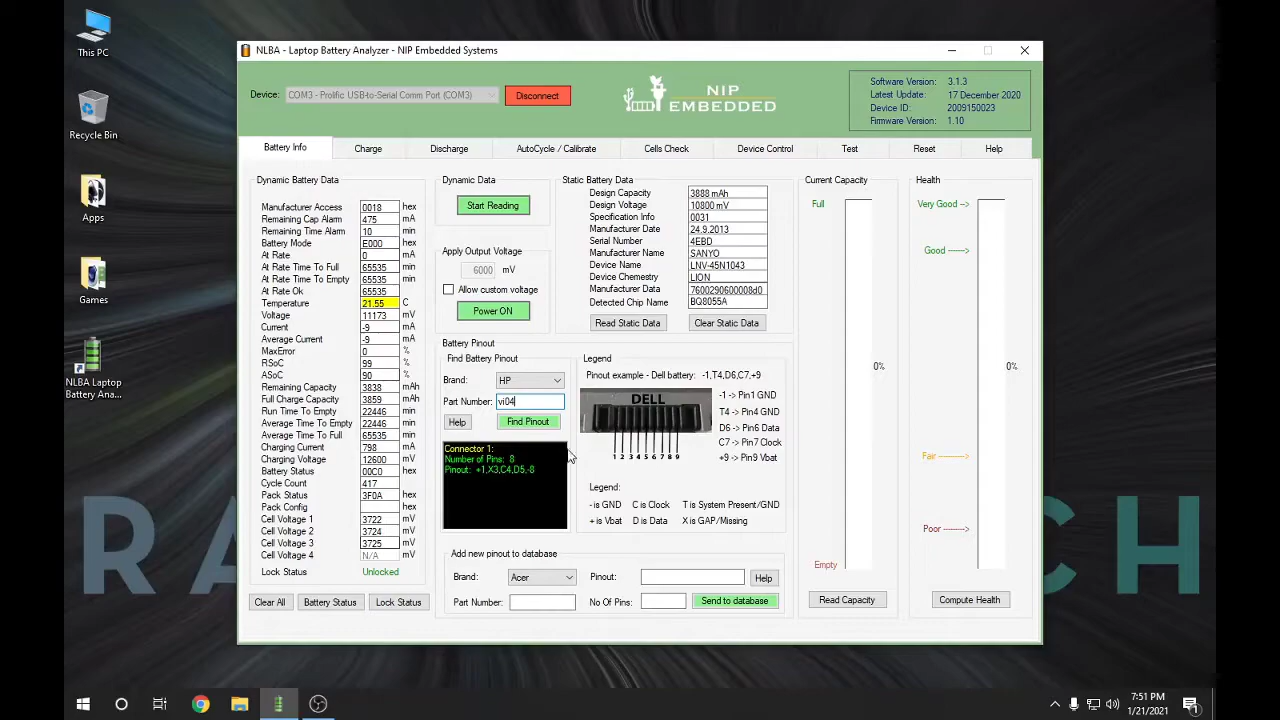 This PC
Recycle Bin
Apps
Games
NLBA Laptop
Battery Ana...
NLBA - Laptop Battery Analyzer - NIP Embedded Systems
Device: COM3 - Prolific USB-to-Serial Comm Port (COM3) Disconnect
NIP
EMBEDDED
Software Version: 3.1.3
Latest Update: 17 December 2020
Device ID: 2009150023
Firmware Version: 1.10
Battery Info Charge Discharge AutoCycle / Calibrate Cells Check Device Control Test Reset Help
Dynamic Battery Data
Manufacturer Access 0018 hex
Remaining Cap Alarm 475 mA
Remaining Time Alarm 10 min
Battery Mode E000 hex
At Rate 0 mA
At Rate Time To Full 65535 min
At Rate Time To Empty 65535 min
At Rate Ok 65535
Temperature 21.55 C
Voltage 11173 mV
Current -9 mA
Average Current -9 mA
MaxError 0 %
RSoC 99 %
ASoC 90 %
Remaining Capacity 3838 mAh
Full Charge Capacity 3859 mAh
Run Time To Empty 22446 min
Average Time To Empty 22446 min
Average Time To Full 65535 min
Charging Current 798 mA
Charging Voltage 12600 mV
Battery Status 00C0 hex
Cycle Count 417
Pack Status 3F0A hex
Pack Config hex
Cell Voltage 1 3722 mV
Cell Voltage 2 3724 mV
Cell Voltage 3 3725 mV
Cell Voltage 4 N/A mV
Lock Status Unlocked
Clear All Battery Status Lock Status
Dynamic Data
Start Reading
Apply Output Voltage
6000 mV
Allow custom voltage
Power ON
Static Battery Data
Design Capacity 3888 mAh
Design Voltage 10800 mV
Specification Info 0031
Manufacturer Date 24.9.2013
Serial Number 4EBD
Manufacturer Name SANYO
Device Name LNV-45N1043
Device Chemestry LION
Manufacturer Data 7600290600008d0
Detected Chip Name BQ8055A
Read Static Data Clear Static Data
Battery Pinout
Find Battery Pinout
Brand: HP
Part Number: vi04
Help Find Pinout
Connector 1:
Number of Pins: 8
Pinout: +1,X3,C4,D5,-8
Legend
Pinout example - Dell battery: -1,T4,D6,C7,+9
DELL
1 2 3 4 5 6 7 8 9
-1 -> Pin1 GND
T4 -> Pin4 GND
D6 -> Pin6 Data
C7 -> Pin7 Clock
+9 -> Pin9 Vbat
Legend:
- is GND C is Clock T is System Present/GND
+ is Vbat D is Data X is GAP/Missing
Add new pinout to database
Brand: Acer Pinout: Help
Part Number: No Of Pins: Send to database
Current Capacity
Full
0%
Empty
Read Capacity
Health
Very Good -->
Good ----->
0%
Fair ------->
Poor ------->
Compute Health
R A CH
7:51 PM
1/21/2021
1